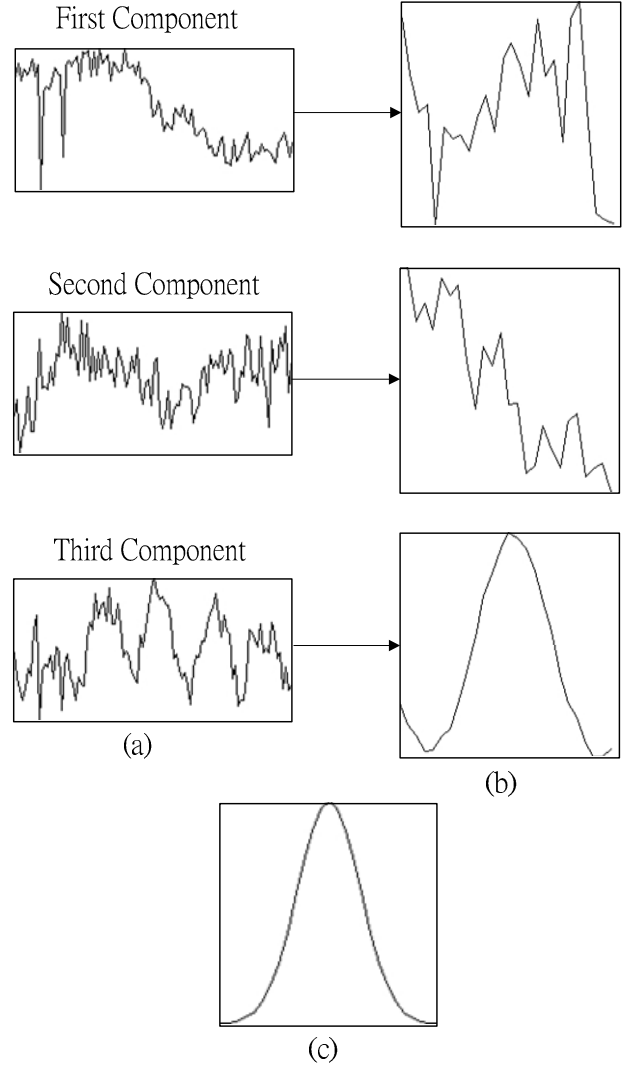 First Component
Second Component
Third Component
(a)
(b)
(c)